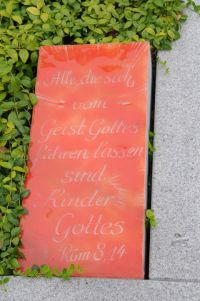 Alle die sich
vom
Geist Gottes
führen lassen
sind
Kinder
Gottes
Röm 8,14